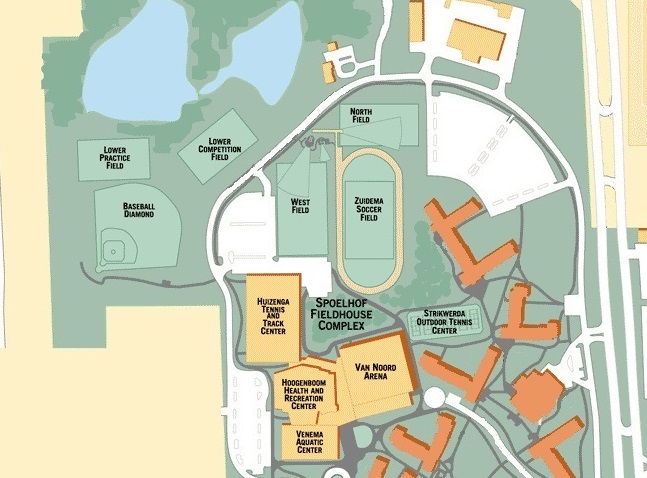 NORTH
FIELD
LOWER
PRACTICE
FIELD
LOWER
COMPETITION
FIELD
BASEBALL
DIAMOND
WEST
FIELD
ZUIDEMA
SOCCER
FIELD
HUIZENGA
TENNIS
AND
TRACK
CENTER
SPOELHOF
FIELDHOUSE
COMPLEX
STRIKWERDA
OUTDOOR TENNIS
CENTER
VAN NOORD
ARENA
HOOGENBOOM
HEALTH AND
RECREATION
CENTER
VENEMA
AQUATIC
CENTER